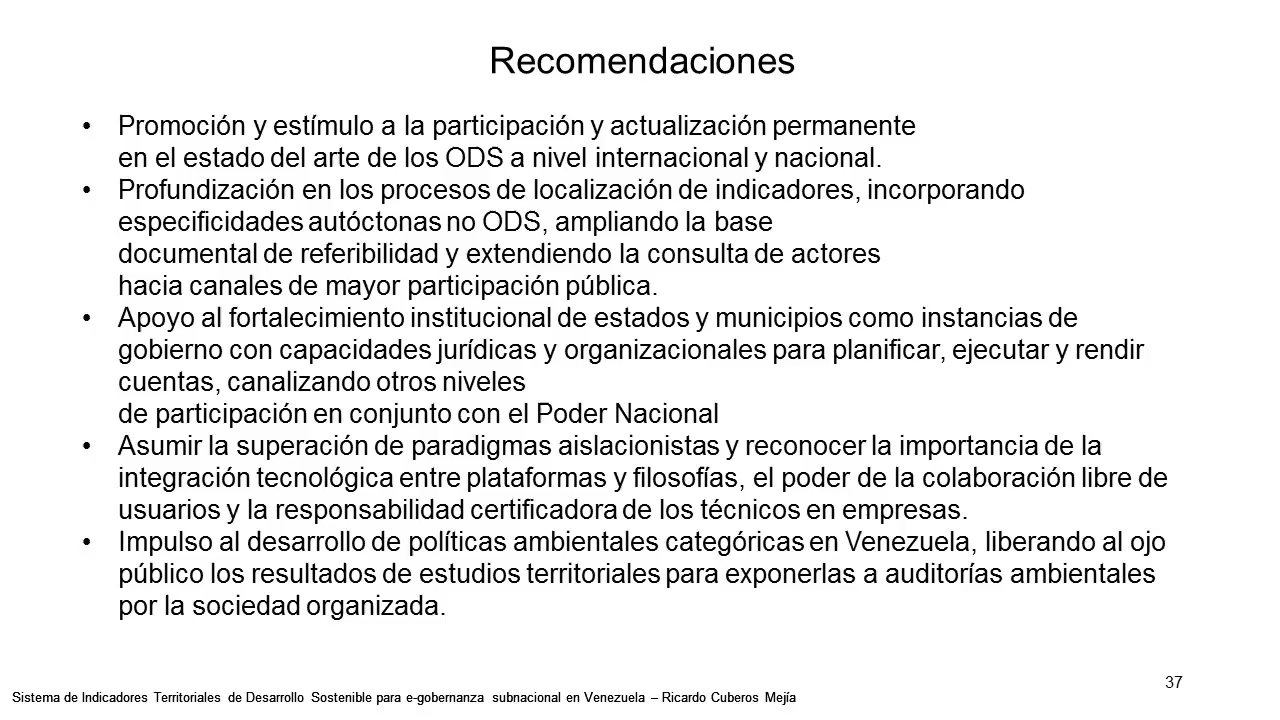 Recomendaciones
• Promoción y estímulo a la participación y actualización permanente
en el estado del arte de los ODS a nivel internacional y nacional.
• Profundización en los procesos de localización de indicadores, incorporando
especificidades autóctonas no ODS, ampliando la base
documental de referibilidad y extendiendo la consulta de actores
hacia canales de mayor participación pública.
• Apoyo al fortalecimiento institucional de estados y municipios como instancias de
gobierno con capacidades jurídicas y organizacionales para planificar, ejecutar y rendir
cuentas, canalizando otros niveles
de participación en conjunto con el Poder Nacional
• Asumir la superación de paradigmas aislacionistas y reconocer la importancia de la
integración tecnológica entre plataformas y filosofías, el poder de la colaboración libre de
usuarios y la responsabilidad certificadora de los técnicos en empresas.
• Impulso al desarrollo de políticas ambientales categóricas en Venezuela, liberando al ojo
público los resultados de estudios territoriales para exponerlas a auditorías ambientales
por la sociedad organizada.
37
Sistema de Indicadores Territoriales de Desarrollo Sostenible para e-gobernanza subnacional en Venezuela – Ricardo Cuberos Mejía